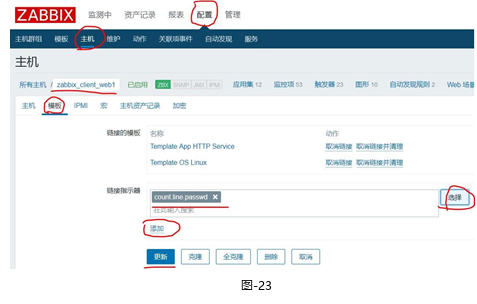 ZABBIX 监测中 资产记录 报表 配置 管理
主机群组 模板 主机 维护 动作 关联项事件 自动发现 服务
主机
所有主机 / zabbix_client_web1 已启用 ZBX SNMP JMX IPMI 应用集 12 监控项 53 触发器 23 图形 10 自动发现规则 2 Web 场景
主机 模板 IPMI 宏 主机资产记录 加密
链接的模板 名称 动作
Template App HTTP Service 取消链接 取消链接并清理
Template OS Linux 取消链接 取消链接并清理
链接指示器 count.line.passwd ✕ 选择
在此输入搜索
添加
更新 克隆 全克隆 删除 取消
图-23